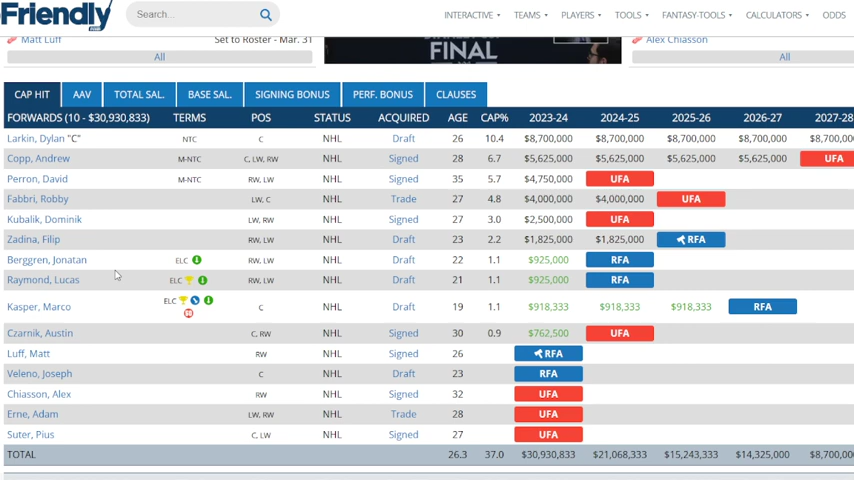 Friendly
Search...
INTERACTIVE TEAMS PLAYERS TOOLS FANTASY-TOOLS CALCULATORS ODDS
Matt Luff Set to Roster - Mar. 31 FINAL Alex Chiasson
All All
CAP HIT AAV TOTAL SAL. BASE SAL. SIGNING BONUS PERF. BONUS CLAUSES
FORWARDS (10 - $30,930,833) TERMS POS STATUS ACQUIRED AGE CAP% 2023-24 2024-25 2025-26 2026-27 2027-28
Larkin, Dylan "C" NTC C NHL Draft 26 10.4 $8,700,000 $8,700,000 $8,700,000 $8,700,000 $8,700,00
Copp, Andrew M-NTC C, LW, RW NHL Signed 28 6.7 $5,625,000 $5,625,000 $5,625,000 $5,625,000 UFA
Perron, David M-NTC RW, LW NHL Signed 35 5.7 $4,750,000 UFA
Fabbri, Robby LW, C NHL Trade 27 4.8 $4,000,000 $4,000,000 UFA
Kubalik, Dominik LW, RW NHL Signed 27 3.0 $2,500,000 UFA
Zadina, Filip RW, LW NHL Draft 23 2.2 $1,825,000 $1,825,000 RFA
Berggren, Jonatan ELC RW, LW NHL Draft 22 1.1 $925,000 RFA
Raymond, Lucas ELC RW, LW NHL Draft 21 1.1 $925,000 RFA
Kasper, Marco ELC C NHL Draft 19 1.1 $918,333 $918,333 $918,333 RFA
Czarnik, Austin C, RW NHL Signed 30 0.9 $762,500 UFA
Luff, Matt RW NHL Signed 26 RFA
Veleno, Joseph C NHL Draft 23 RFA
Chiasson, Alex RW NHL Signed 32 UFA
Erne, Adam LW, RW NHL Trade 28 UFA
Suter, Pius C, LW NHL Signed 27 UFA
TOTAL 26.3 37.0 $30,930,833 $21,068,333 $15,243,333 $14,325,000 $8,700,00